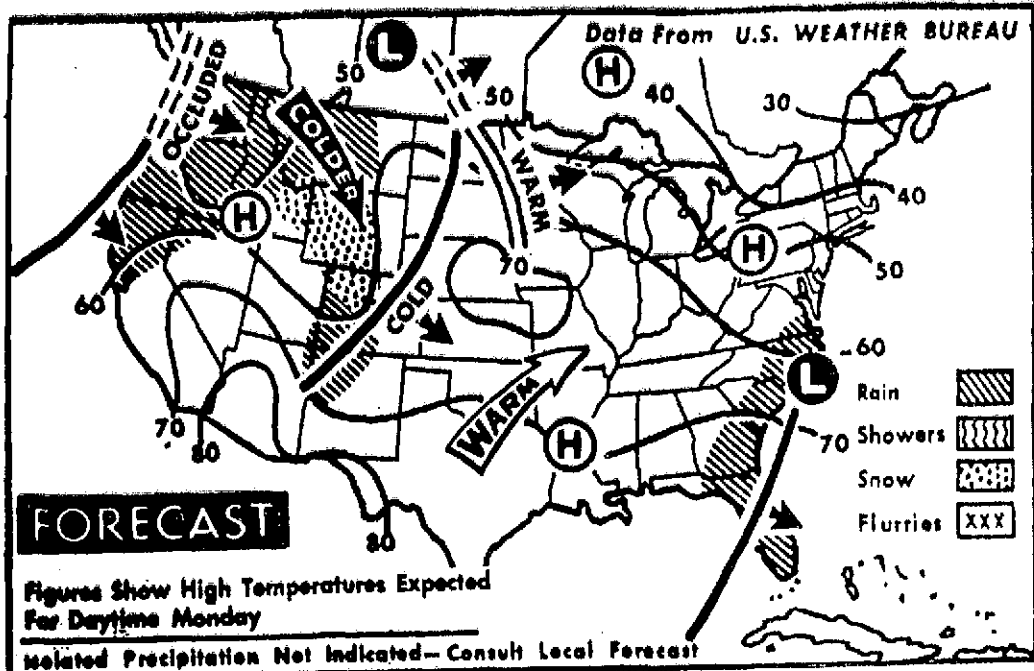 Data From U.S. WEATHER BUREAU
OCCLUDED
L
H
50
COLDER
50
40
30
WARM
H
40
H
50
70
60
COLD
60
L
WARM
Rain
70
80
H
70
Showers
Snow
Flurries
XXX
FORECAST
80
Figures Show High Temperatures Expected
For Daytime Monday
Isolated Precipitation Not Indicated—Consult Local Forecast